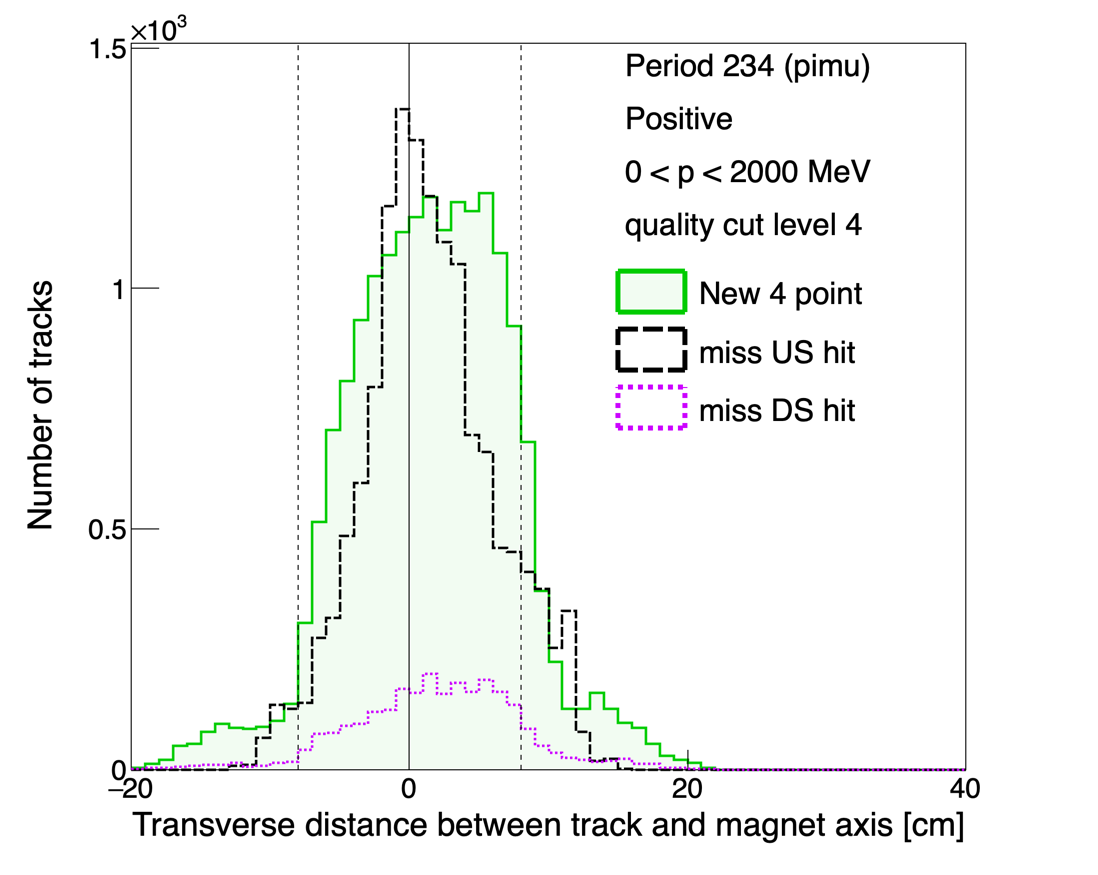 ×10³
1.5
1
0.5
0
Number of tracks
Period 234 (pimu)
Positive
0 < p < 2000 MeV
quality cut level 4
New 4 point
miss US hit
miss DS hit
−20 0 20 40
Transverse distance between track and magnet axis [cm]